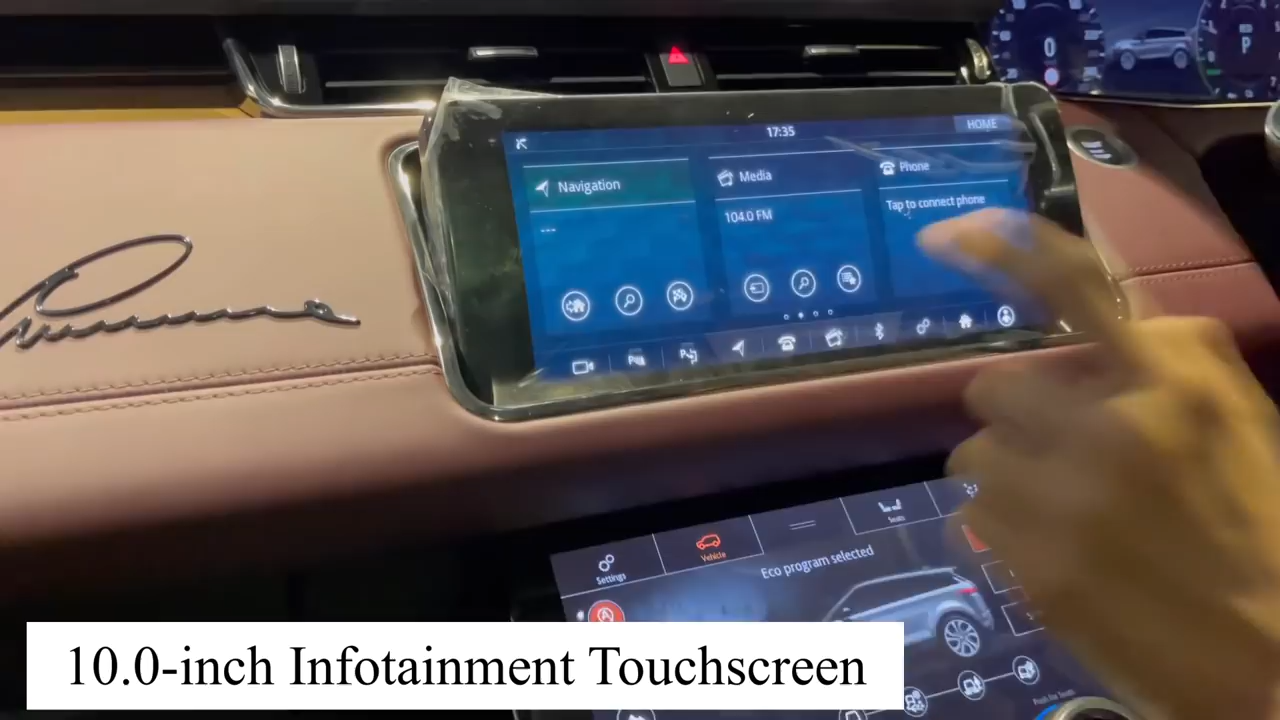 0
P
17:35
HOME
Navigation
Media
Phone
---
104.0 FM
Tap to connect phone
Settings
Vehicle
Seats
Eco program selected
10.0-inch Infotainment Touchscreen